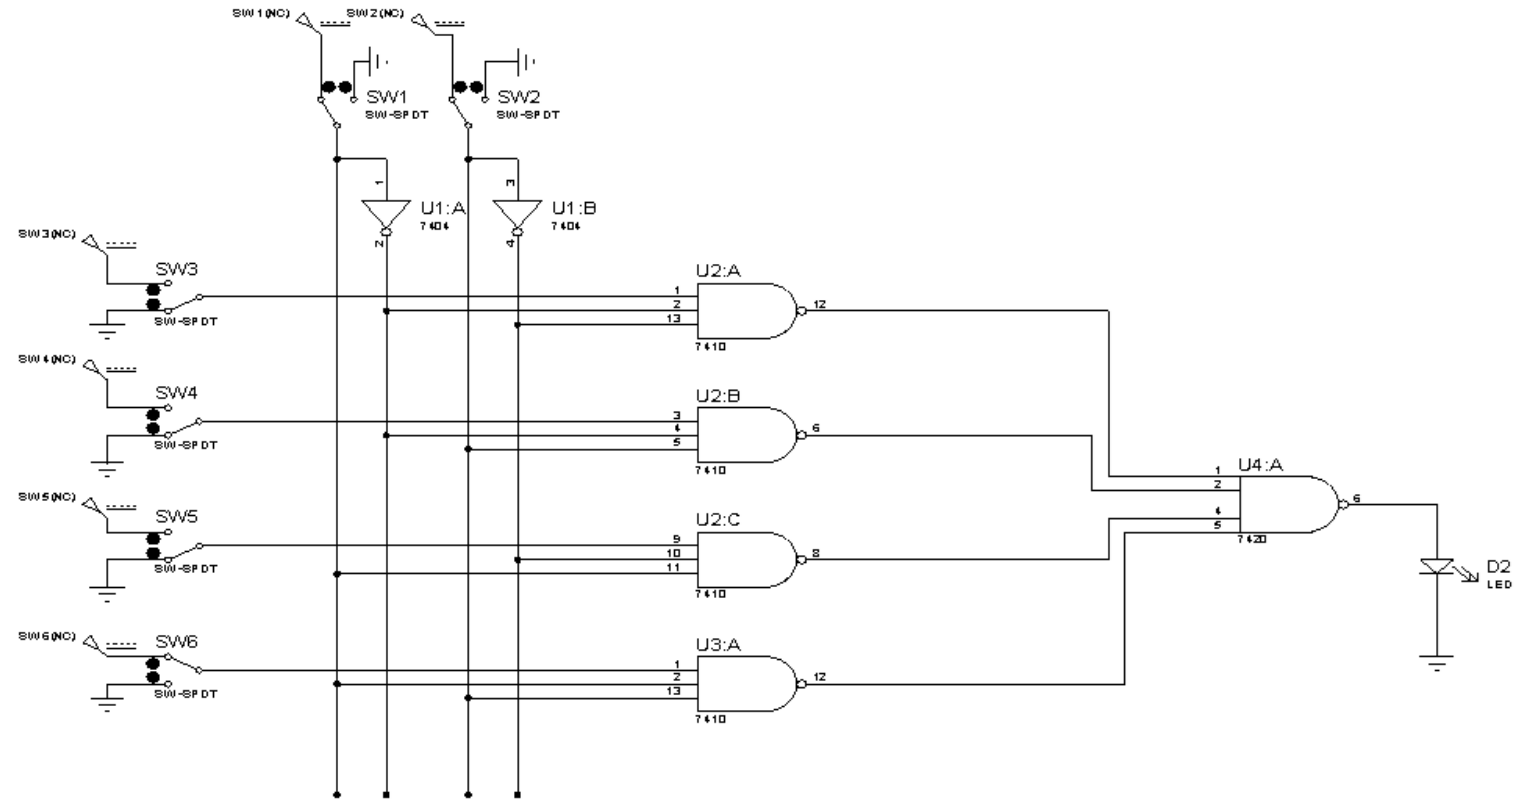 SW1(NC)
SW2(NC)
SW1
SW-SPDT
SW2
SW-SPDT
1
3
U1:A
7404
U1:B
7404
2
4
SW3(NC)
SW3
SW-SPDT
U2:A
1
2
13
12
7410
SW4(NC)
SW4
SW-SPDT
U2:B
3
4
5
6
7410
SW5(NC)
SW5
SW-SPDT
U2:C
9
10
11
8
7410
U4:A
1
2
4
5
6
7420
D2
LED
SW6(NC)
SW6
SW-SPDT
U3:A
1
2
13
12
7410